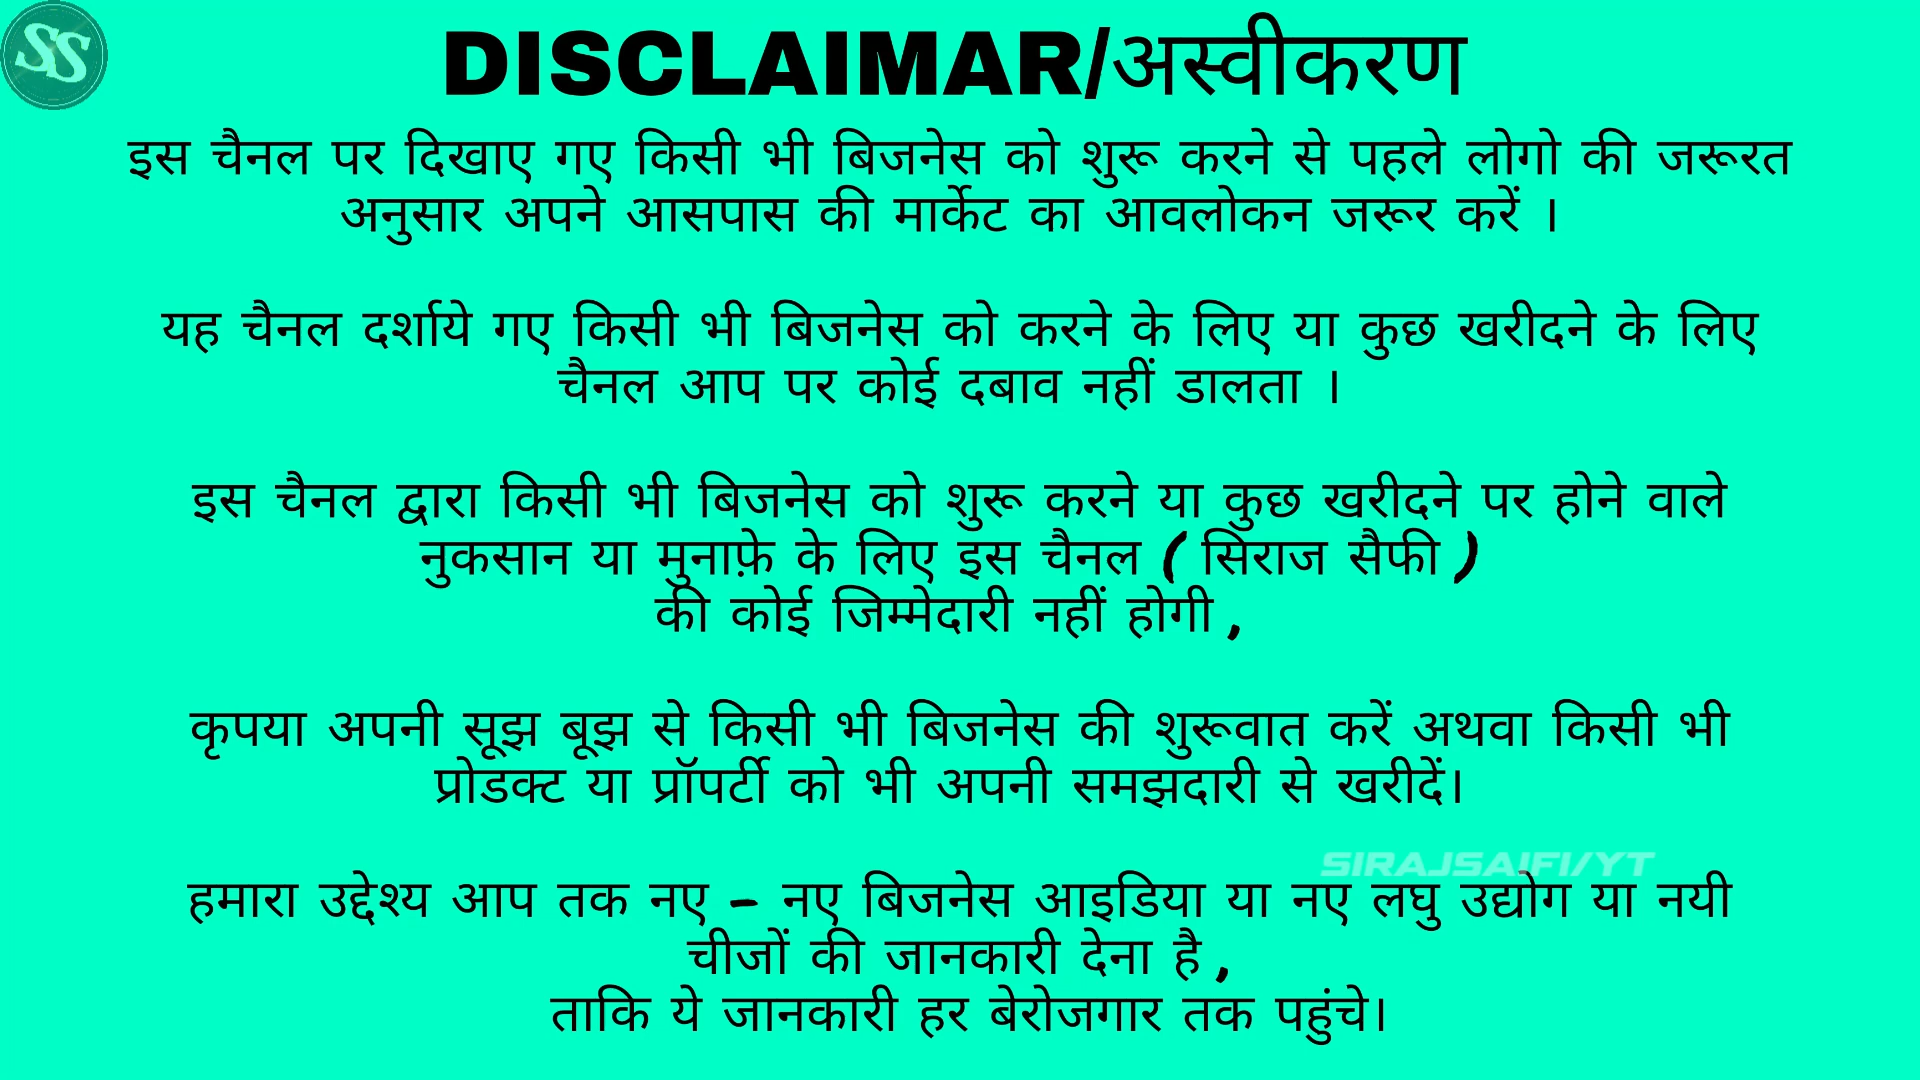 SS
DISCLAIMAR/अस्वीकरण
इस चैनल पर दिखाए गए किसी भी बिजनेस को शुरू करने से पहले लोगो की जरूरत
अनुसार अपने आसपास की मार्केट का आवलोकन जरूर करें ।
यह चैनल दर्शाये गए किसी भी बिजनेस को करने के लिए या कुछ खरीदने के लिए
चैनल आप पर कोई दबाव नहीं डालता ।
इस चैनल द्वारा किसी भी बिजनेस को शुरू करने या कुछ खरीदने पर होने वाले
नुकसान या मुनाफ़े के लिए इस चैनल ( सिराज सैफी )
की कोई जिम्मेदारी नहीं होगी ,
कृपया अपनी सूझ बूझ से किसी भी बिजनेस की शुरूवात करें अथवा किसी भी
प्रोडक्ट या प्रॉपर्टी को भी अपनी समझदारी से खरीदें।
SIRAJSAIFI/YT
हमारा उद्देश्य आप तक नए – नए बिजनेस आइडिया या नए लघु उद्योग या नयी
चीजों की जानकारी देना है ,
ताकि ये जानकारी हर बेरोजगार तक पहुंचे।